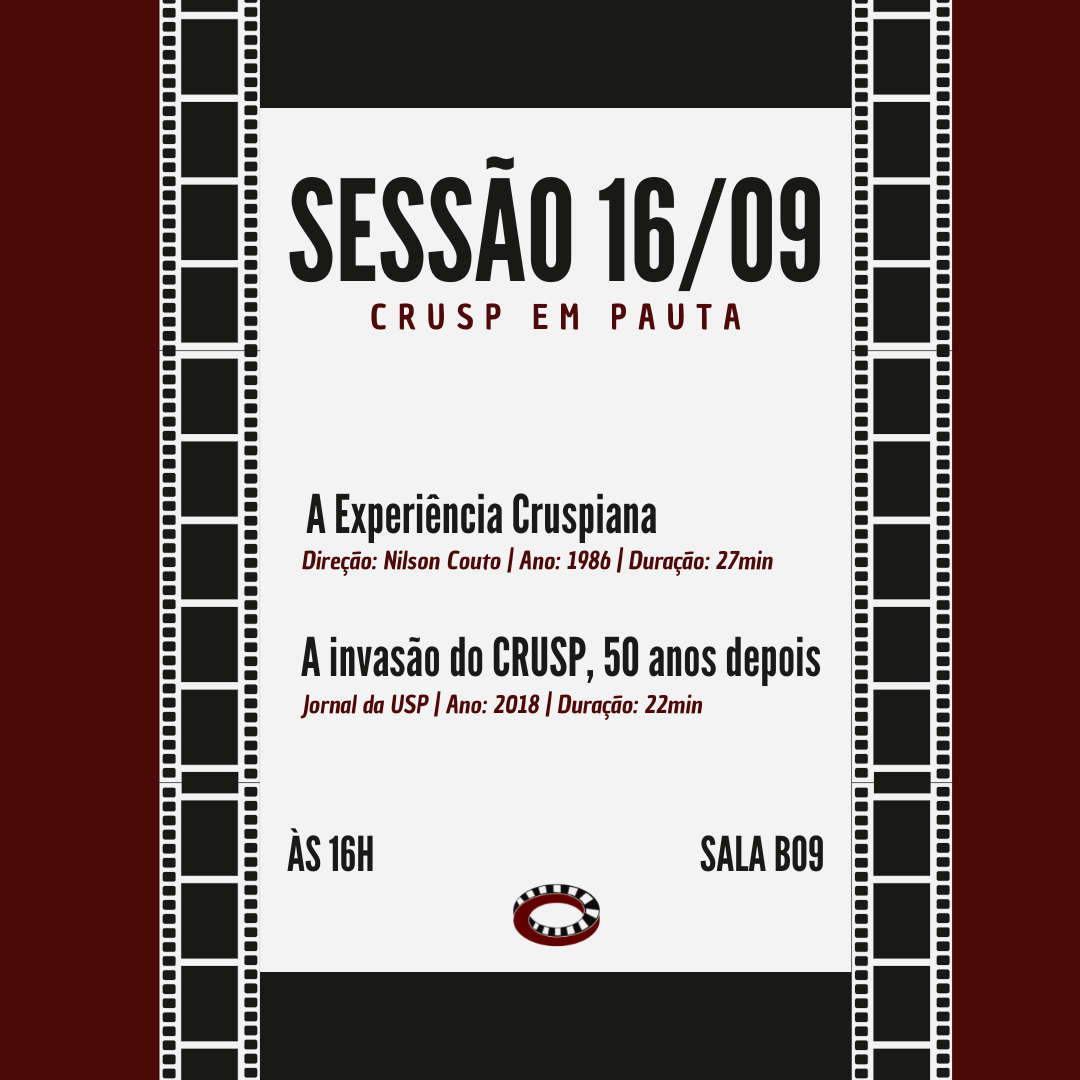 SESSÃO 16/09
CRUSP EM PAUTA
A Experiência Cruspiana
Direção: Nilson Couto | Ano: 1986 | Duração: 27min
A invasão do CRUSP, 50 anos depois
Jornal da USP | Ano: 2018 | Duração: 22min
ÀS 16H
SALA B09